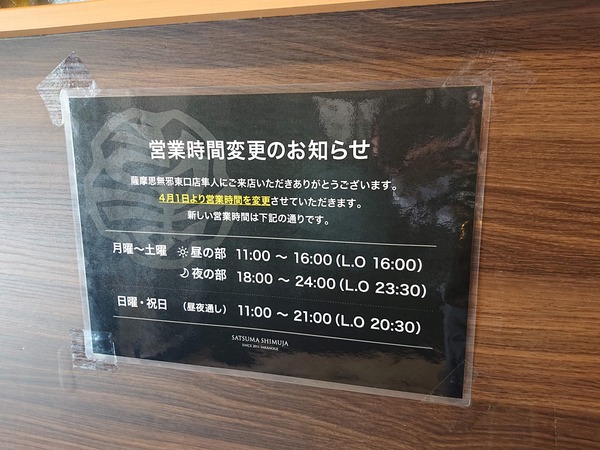 営業時間変更のお知らせ
薩摩思無邪東口店隼人にご来店いただきありがとうございます。
4月1日より営業時間を変更させていただきます。
新しい営業時間は下記の通りです。
月曜～土曜 昼の部 11:00 ～ 16:00(L.O 16:00)
夜の部 18:00 ～ 24:00(L.O 23:30)
日曜・祝日 (昼夜通し) 11:00 ～ 21:00(L.O 20:30)
SATSUMA SHIMUJA